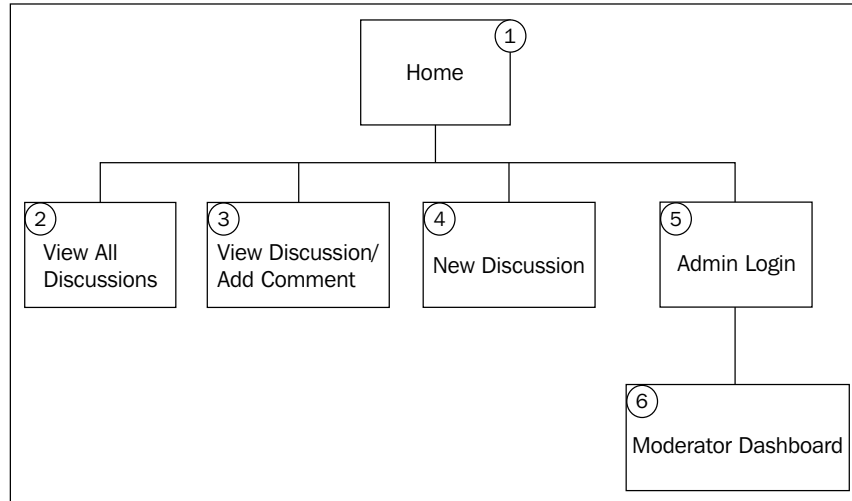 1
Home
2
View All
Discussions
3
View Discussion/
Add Comment
4
New Discussion
5
Admin Login
6
Moderator Dashboard